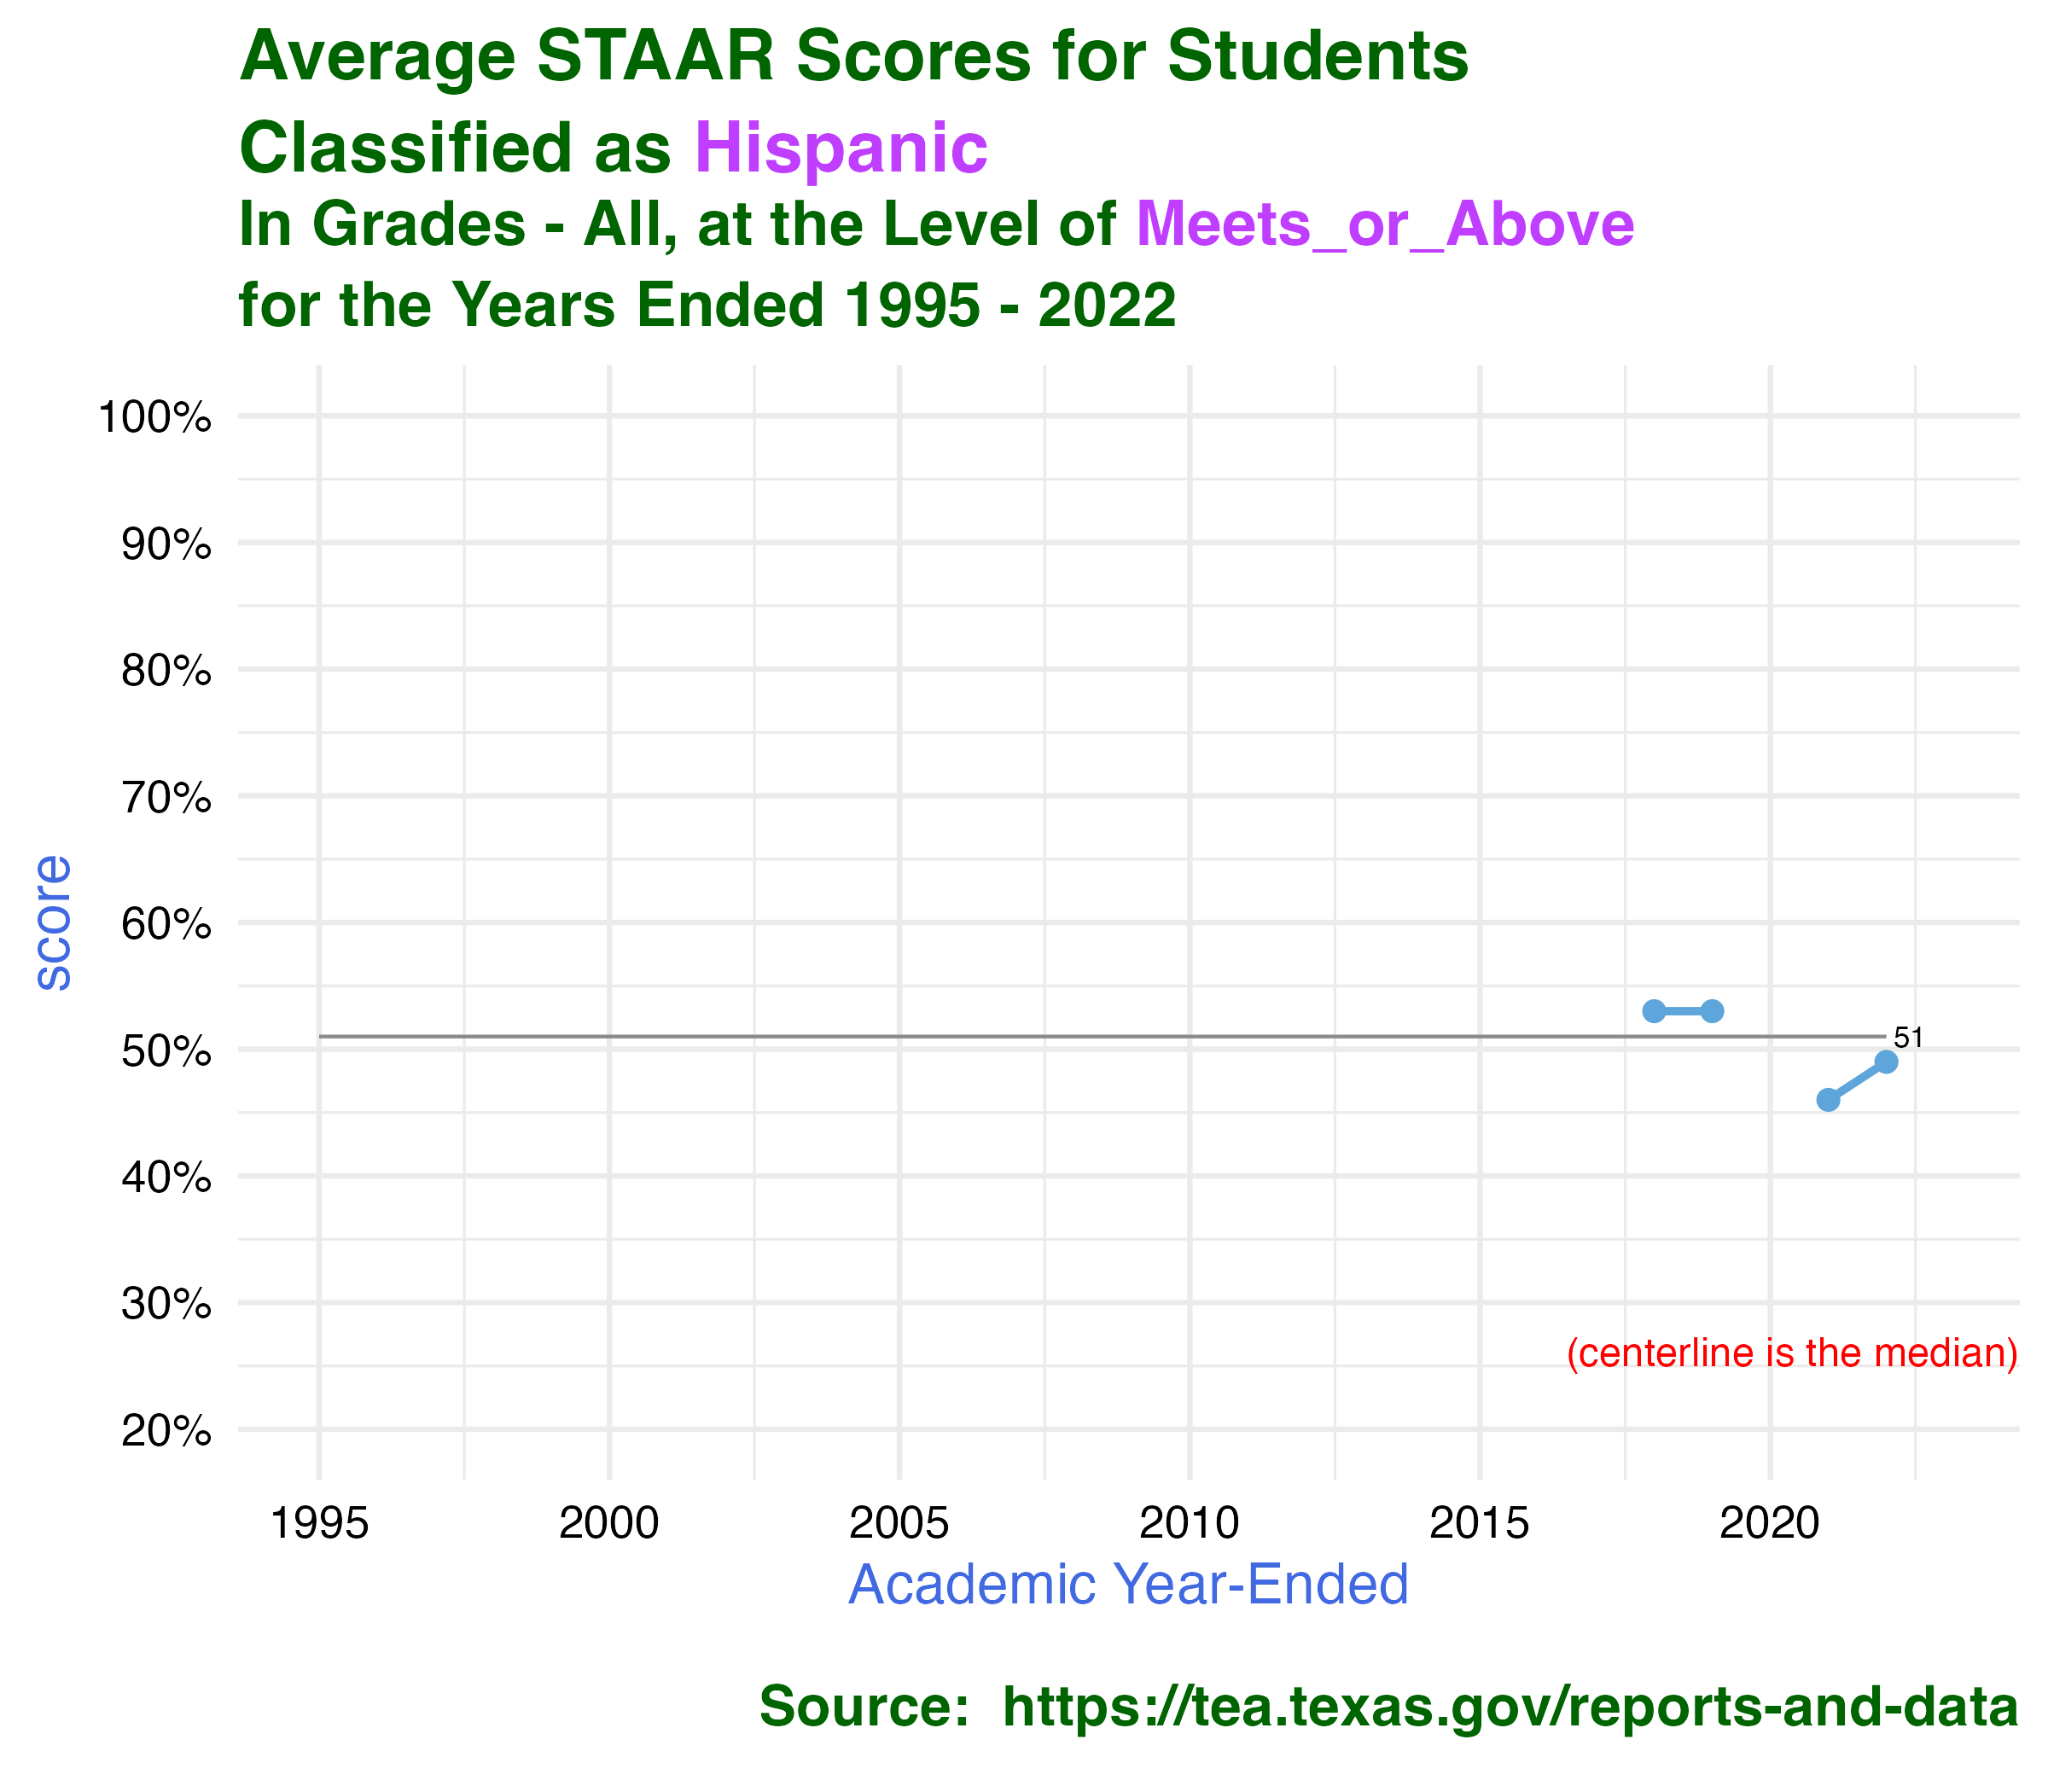 Average STAAR Scores for Students
Classified as Hispanic
In Grades - All, at the Level of Meets_or_Above
for the Years Ended 1995 - 2022
100%
90%
80%
70%
60%
50%
40%
30%
20%
score
51
(centerline is the median)
1995 2000 2005 2010 2015 2020
Academic Year-Ended
Source:  https://tea.texas.gov/reports-and-data